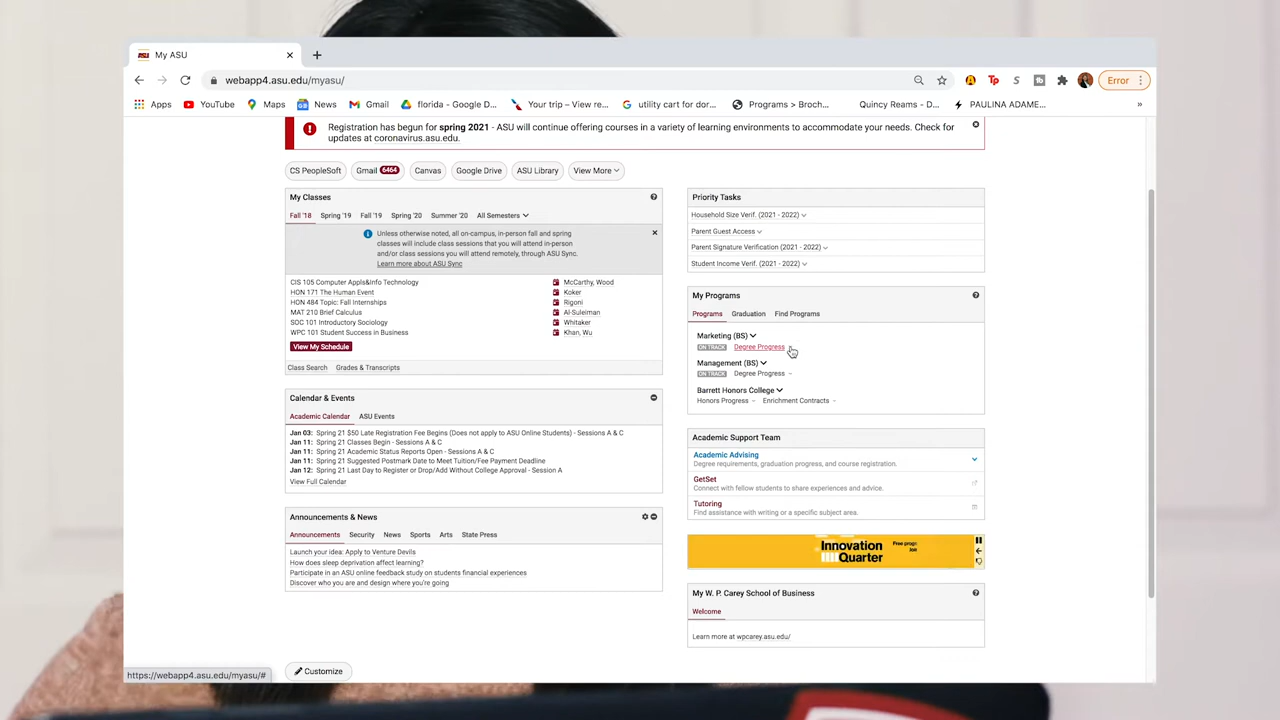 My ASU
webapp4.asu.edu/myasu/
Error
Apps YouTube Maps News Gmail florida - Google D... Your trip – View re... utility cart for dor... Programs > Broch... Quincy Reams - D... PAULINA ADAME... »
Registration has begun for spring 2021 - ASU will continue offering courses in a variety of learning environments to accommodate your needs. Check for
updates at coronavirus.asu.edu.
CS PeopleSoft Gmail 6464 Canvas Google Drive ASU Library View More
My Classes
Fall '18 Spring '19 Fall '19 Spring '20 Summer '20 All Semesters
Unless otherwise noted, all on-campus, in-person fall and spring
classes will include class sessions that you will attend in-person
and/or class sessions you will attend remotely, through ASU Sync.
Learn more about ASU Sync
CIS 105 Computer Appls&Info Technology McCarthy, Wood
HON 171 The Human Event Koker
HON 484 Topic: Fall Internships Rigoni
MAT 210 Brief Calculus Al-Suleiman
SOC 101 Introductory Sociology Whitaker
WPC 101 Student Success in Business Khan, Wu
View My Schedule
Class Search Grades & Transcripts
Calendar & Events
Academic Calendar ASU Events
Jan 03: Spring 21 $50 Late Registration Fee Begins (Does not apply to ASU Online Students) - Sessions A & C
Jan 11: Spring 21 Classes Begin - Sessions A & C
Jan 11: Spring 21 Academic Status Reports Open - Sessions A & C
Jan 11: Spring 21 Suggested Postmark Date to Meet Tuition/Fee Payment Deadline
Jan 12: Spring 21 Last Day to Register or Drop/Add Without College Approval - Session A
View Full Calendar
Announcements & News
Announcements Security News Sports Arts State Press
Launch your idea: Apply to Venture Devils
How does sleep deprivation affect learning?
Participate in an ASU online feedback study on students financial experiences
Discover who you are and design where you're going
Customize
Priority Tasks
Household Size Verif. (2021 - 2022)
Parent Guest Access
Parent Signature Verification (2021 - 2022)
Student Income Verif. (2021 - 2022)
My Programs
Programs Graduation Find Programs
Marketing (BS)
ON TRACK Degree Progress
Management (BS)
ON TRACK Degree Progress
Barrett Honors College
Honors Progress Enrichment Contracts
Academic Support Team
Academic Advising
Degree requirements, graduation progress, and course registration.
GetSet
Connect with fellow students to share experiences and advice.
Tutoring
Find assistance with writing or a specific subject area.
Innovation
Quarter
Free progr
ion
My W. P. Carey School of Business
Welcome
Learn more at wpcarey.asu.edu/
https://webapp4.asu.edu/myasu/#